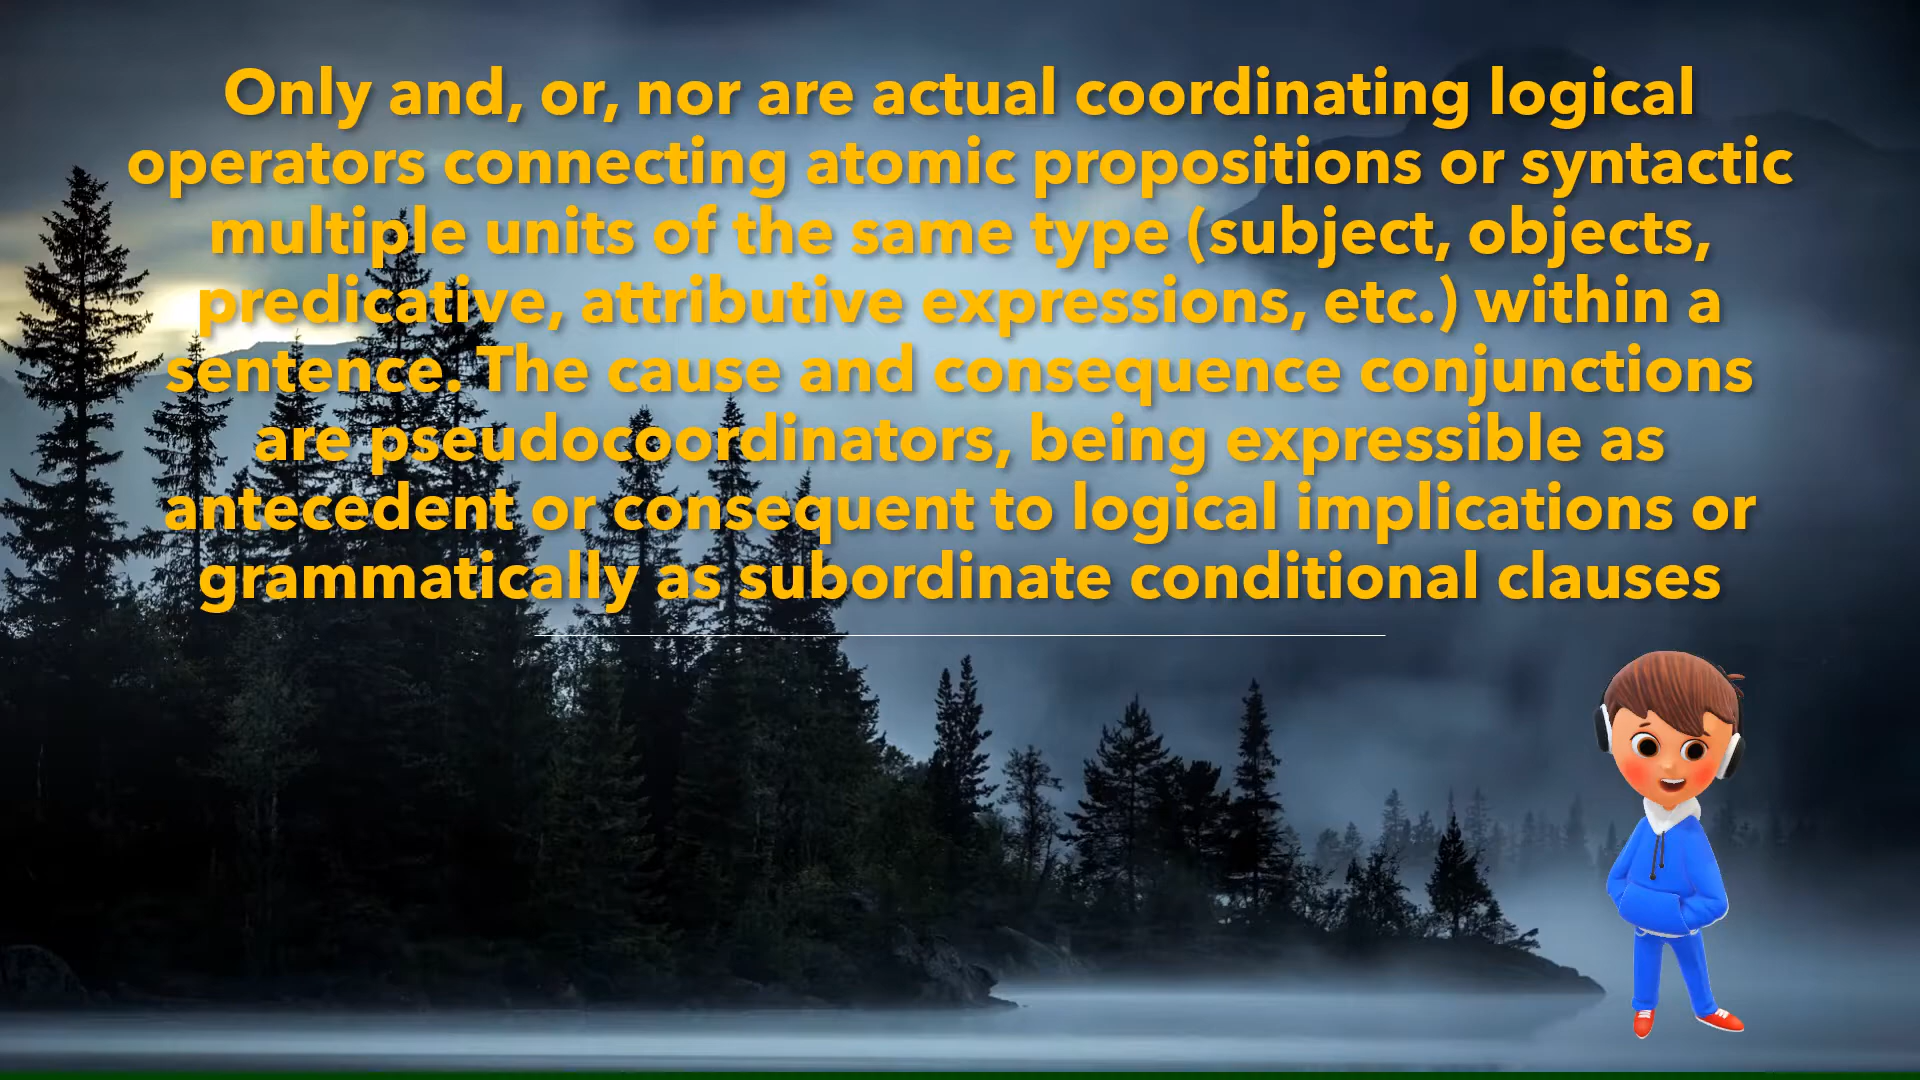 Only and, or, nor are actual coordinating logical
operators connecting atomic propositions or syntactic
multiple units of the same type (subject, objects,
predicative, attributive expressions, etc.) within a
sentence. The cause and consequence conjunctions
are pseudocoordinators, being expressible as
antecedent or consequent to logical implications or
grammatically as subordinate conditional clauses